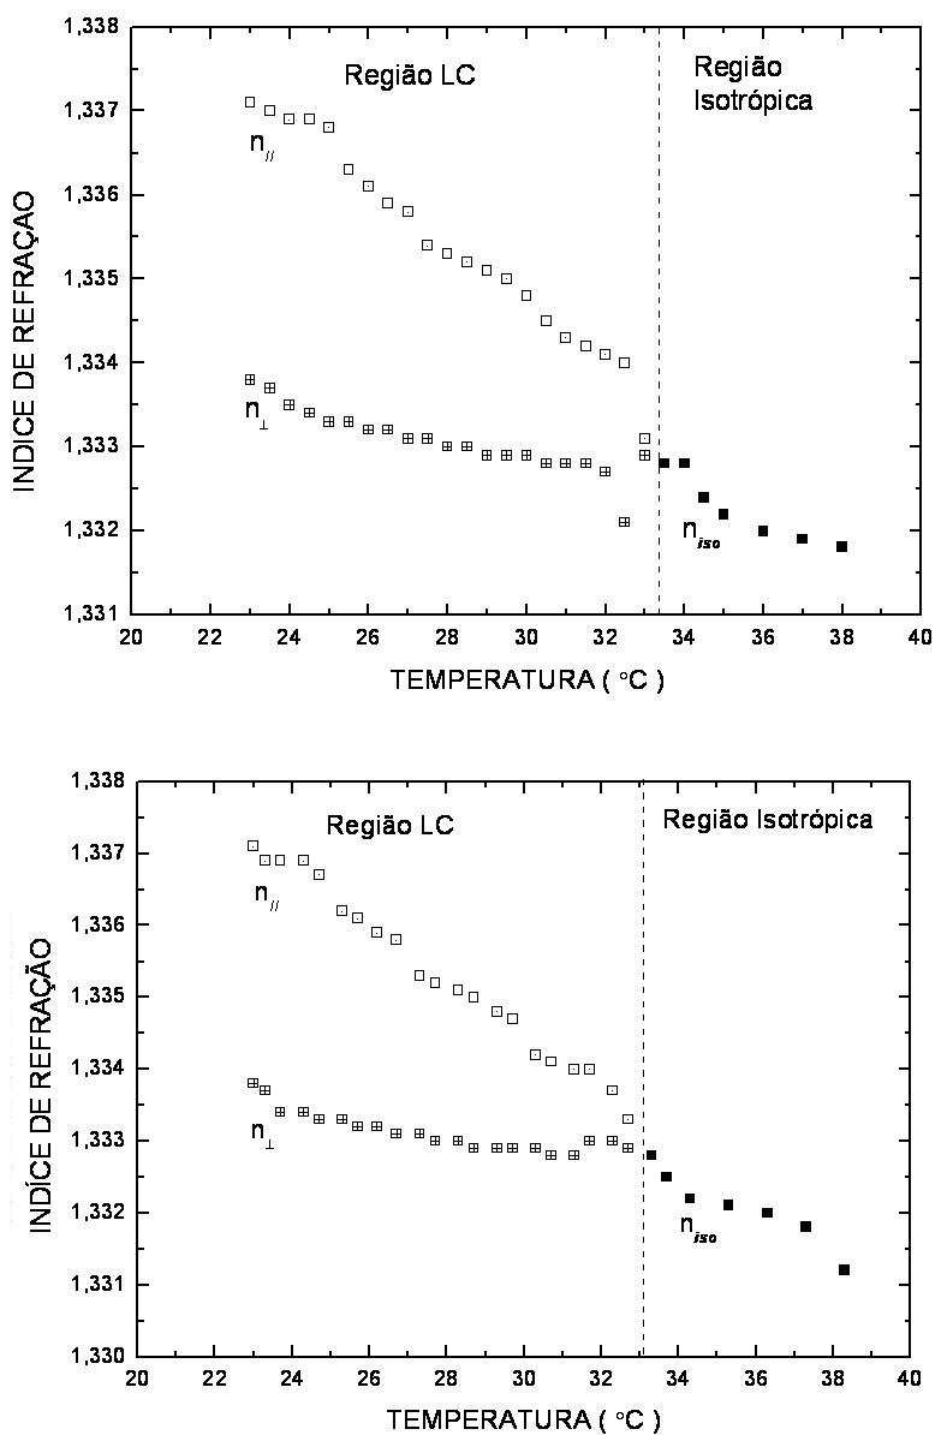 1,338
Região LC
Região
Isotrópica
1,337
n//
1,336
1,335
1,334
n⊥
1,333
1,332
niso
1,331
20 22 24 26 28 30 32 34 36 38 40
INDICE DE REFRAÇAO
TEMPERATURA ( °C )
1,338
Região LC
Região Isotrópica
1,337
n//
1,336
1,335
1,334
1,333
n⊥
1,332
niso
1,331
1,330
20 22 24 26 28 30 32 34 36 38 40
INDÍCE DE REFRAÇÃO
TEMPERATURA ( °C )